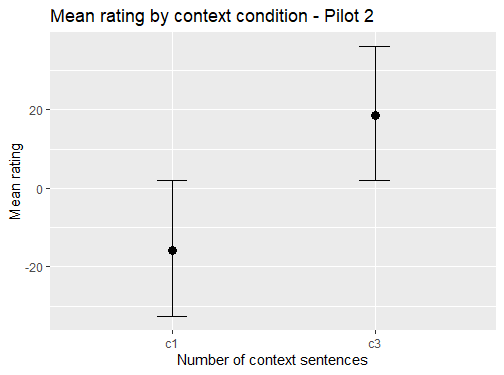 Mean rating by context condition - Pilot 2
Mean rating
20
0
-20
c1
c3
Number of context sentences